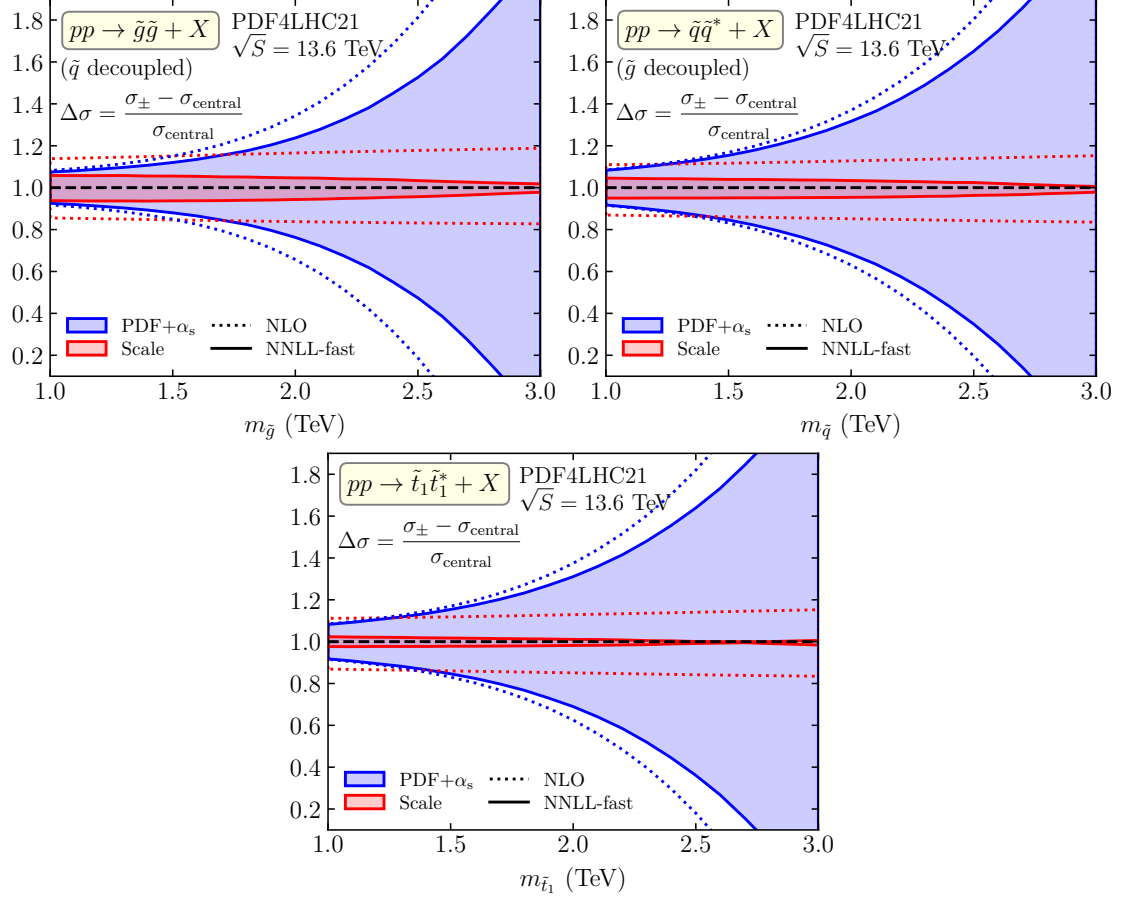 pp → g̃g̃ + X
PDF4LHC21
√S = 13.6 TeV
(q̃ decoupled)
Δσ = (σ± − σcentral) / σcentral
1.8
1.6
1.4
1.2
1.0
0.8
0.6
0.4
0.2
PDF+αs
Scale
NLO
NNLL-fast
1.0 1.5 2.0 2.5 3.0
m_g̃ (TeV)
pp → q̃q̃* + X
PDF4LHC21
√S = 13.6 TeV
(g̃ decoupled)
Δσ = (σ± − σcentral) / σcentral
1.8
1.6
1.4
1.2
1.0
0.8
0.6
0.4
0.2
PDF+αs
Scale
NLO
NNLL-fast
1.0 1.5 2.0 2.5 3.0
m_q̃ (TeV)
pp → t̃₁t̃₁* + X
PDF4LHC21
√S = 13.6 TeV
Δσ = (σ± − σcentral) / σcentral
1.8
1.6
1.4
1.2
1.0
0.8
0.6
0.4
0.2
PDF+αs
Scale
NLO
NNLL-fast
1.0 1.5 2.0 2.5 3.0
m_t̃₁ (TeV)